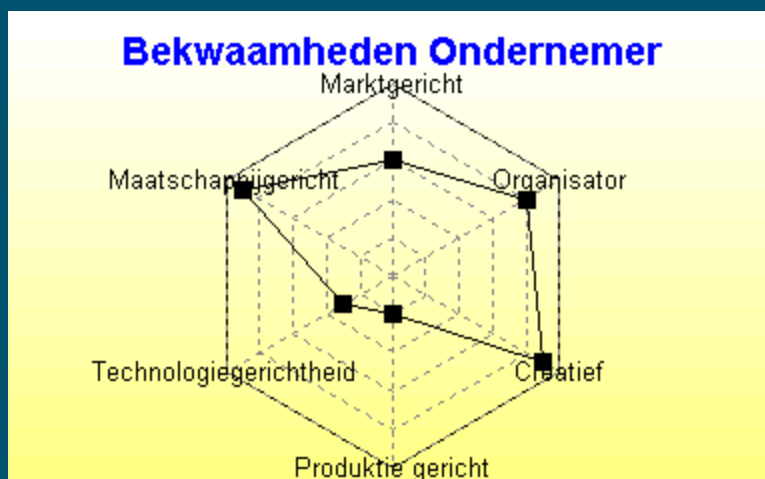 Bekwaamheden Ondernemer
Marktgericht
Maatschappijgericht
Organisator
Technologiegerichtheid
Creatief
Produktie gericht